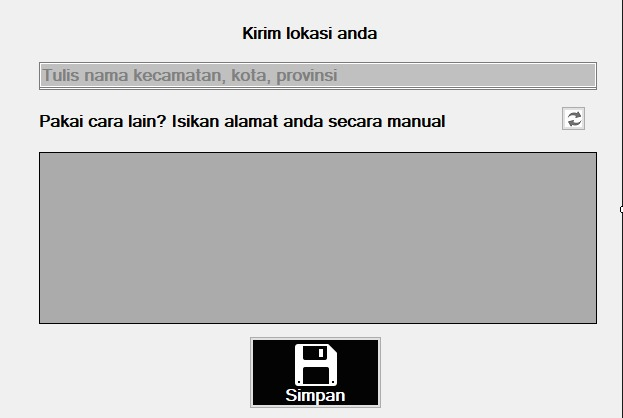 Kirim lokasi anda
Tulis nama kecamatan, kota, provinsi
Pakai cara lain? Isikan alamat anda secara manual
Simpan